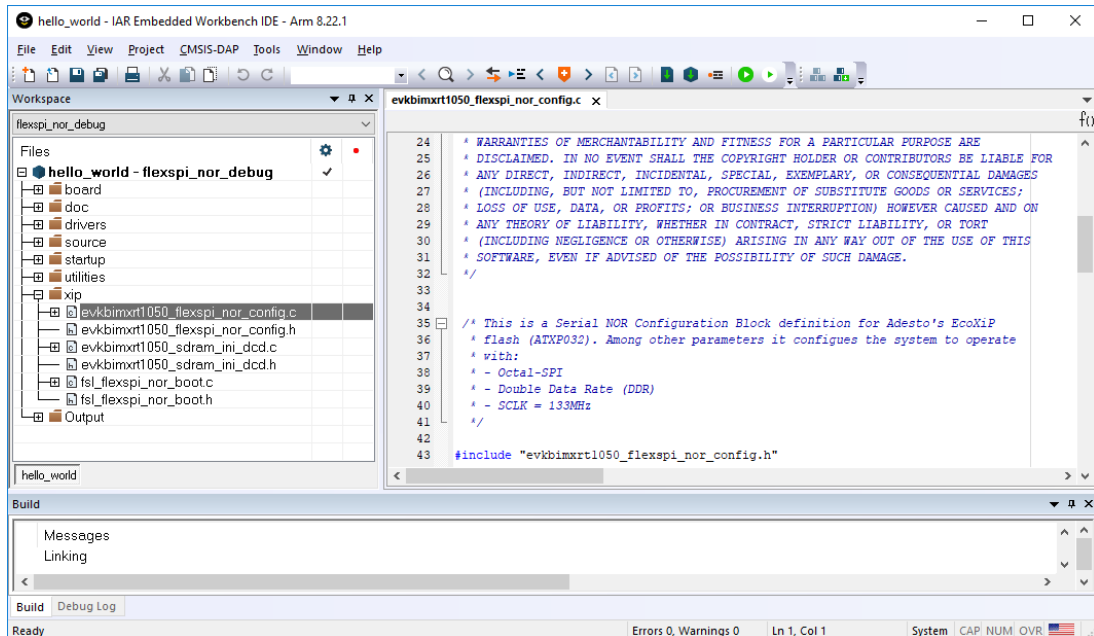 hello_world - IAR Embedded Workbench IDE - Arm 8.22.1
File Edit View Project CMSIS-DAP Tools Window Help
Workspace
flexspi_nor_debug
Files
hello_world - flexspi_nor_debug
board
doc
drivers
source
startup
utilities
xip
evkbimxrt1050_flexspi_nor_config.c
evkbimxrt1050_flexspi_nor_config.h
evkbimxrt1050_sdram_ini_dcd.c
evkbimxrt1050_sdram_ini_dcd.h
fsl_flexspi_nor_boot.c
fsl_flexspi_nor_boot.h
Output
hello_world
evkbimxrt1050_flexspi_nor_config.c
f()
24 * WARRANTIES OF MERCHANTABILITY AND FITNESS FOR A PARTICULAR PURPOSE ARE
25 * DISCLAIMED. IN NO EVENT SHALL THE COPYRIGHT HOLDER OR CONTRIBUTORS BE LIABLE FOR
26 * ANY DIRECT, INDIRECT, INCIDENTAL, SPECIAL, EXEMPLARY, OR CONSEQUENTIAL DAMAGES
27 * (INCLUDING, BUT NOT LIMITED TO, PROCUREMENT OF SUBSTITUTE GOODS OR SERVICES;
28 * LOSS OF USE, DATA, OR PROFITS; OR BUSINESS INTERRUPTION) HOWEVER CAUSED AND ON
29 * ANY THEORY OF LIABILITY, WHETHER IN CONTRACT, STRICT LIABILITY, OR TORT
30 * (INCLUDING NEGLIGENCE OR OTHERWISE) ARISING IN ANY WAY OUT OF THE USE OF THIS
31 * SOFTWARE, EVEN IF ADVISED OF THE POSSIBILITY OF SUCH DAMAGE.
32 */
33
34
35 /* This is a Serial NOR Configuration Block definition for Adesto's EcoXiP
36 * flash (ATXP032). Among other parameters it configues the system to operate
37 * with:
38 * - Octal-SPI
39 * - Double Data Rate (DDR)
40 * - SCLK = 133MHz
41 */
42
43 #include "evkbimxrt1050_flexspi_nor_config.h"
Build
Messages
Linking
Build Debug Log
Ready Errors 0, Warnings 0 Ln 1, Col 1 System CAP NUM OVR